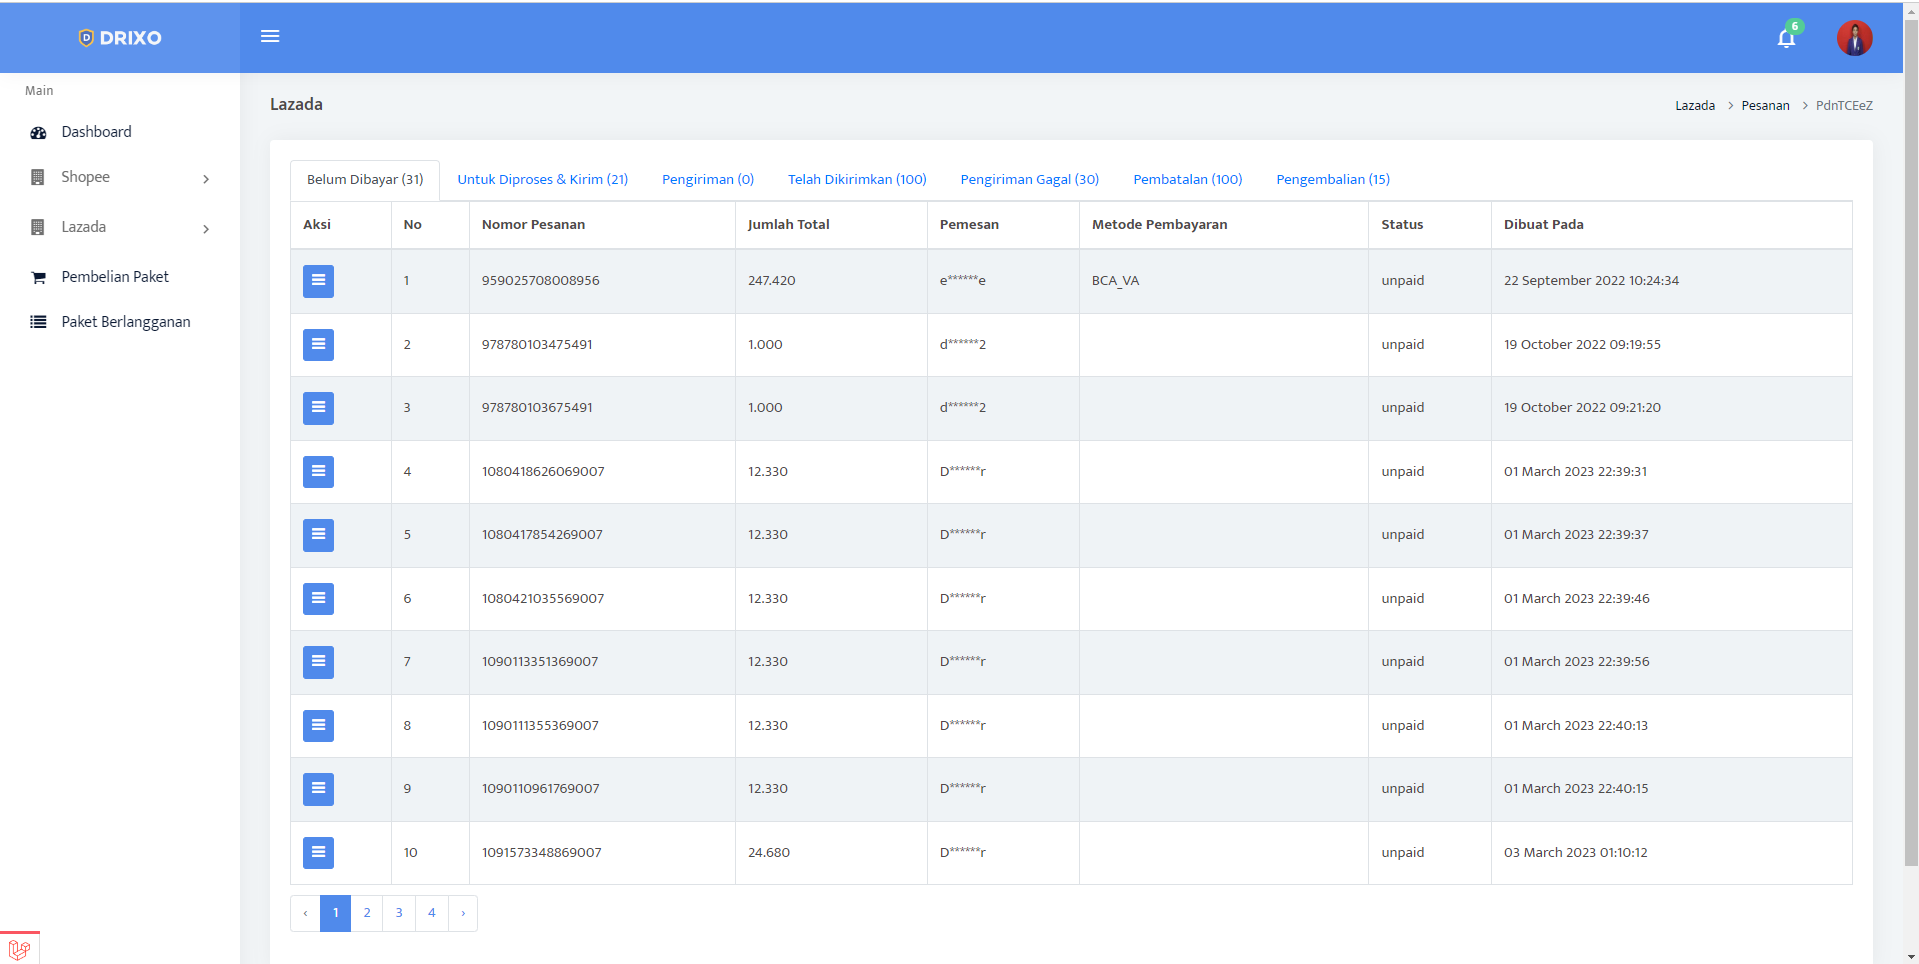 DRIXO
6
Main
Dashboard
Shopee
Lazada
Pembelian Paket
Paket Berlangganan
Lazada
Lazada > Pesanan > PdnTCEeZ
Belum Dibayar (31) Untuk Diproses & Kirim (21) Pengiriman (0) Telah Dikirimkan (100) Pengiriman Gagal (30) Pembatalan (100) Pengembalian (15)
Aksi No Nomor Pesanan Jumlah Total Pemesan Metode Pembayaran Status Dibuat Pada
1 959025708008956 247.420 e******e BCA_VA unpaid 22 September 2022 10:24:34
2 978780103475491 1.000 d******2 unpaid 19 October 2022 09:19:55
3 978780103675491 1.000 d******2 unpaid 19 October 2022 09:21:20
4 1080418626069007 12.330 D******r unpaid 01 March 2023 22:39:31
5 1080417854269007 12.330 D******r unpaid 01 March 2023 22:39:37
6 1080421035569007 12.330 D******r unpaid 01 March 2023 22:39:46
7 1090113351369007 12.330 D******r unpaid 01 March 2023 22:39:56
8 1090111355369007 12.330 D******r unpaid 01 March 2023 22:40:13
9 1090110961769007 12.330 D******r unpaid 01 March 2023 22:40:15
10 1091573348869007 24.680 D******r unpaid 03 March 2023 01:10:12
‹ 1 2 3 4 ›